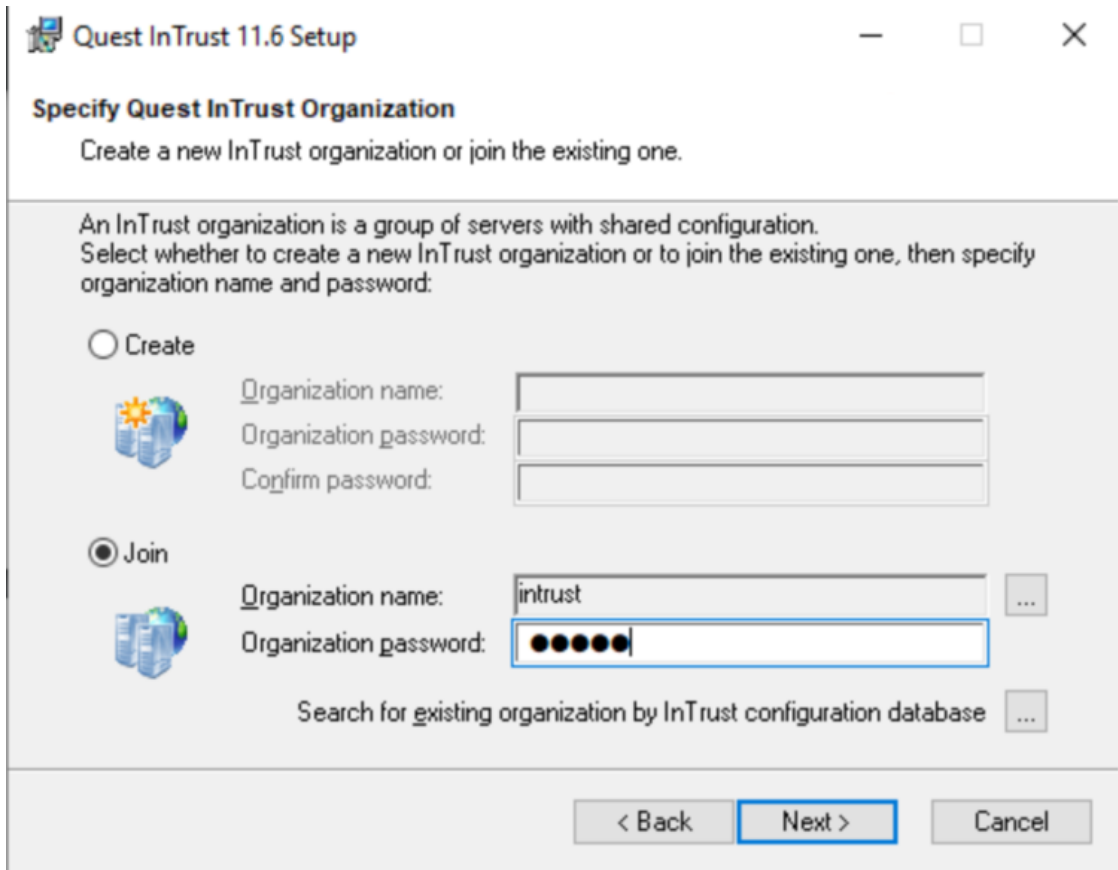 Quest InTrust 11.6 Setup
Specify Quest InTrust Organization
Create a new InTrust organization or join the existing one.
An InTrust organization is a group of servers with shared configuration.
Select whether to create a new InTrust organization or to join the existing one, then specify
organization name and password:
Create
Organization name:
Organization password:
Confirm password:
Join
Organization name: intrust ...
Organization password: ●●●●●
Search for existing organization by InTrust configuration database ...
< Back Next > Cancel